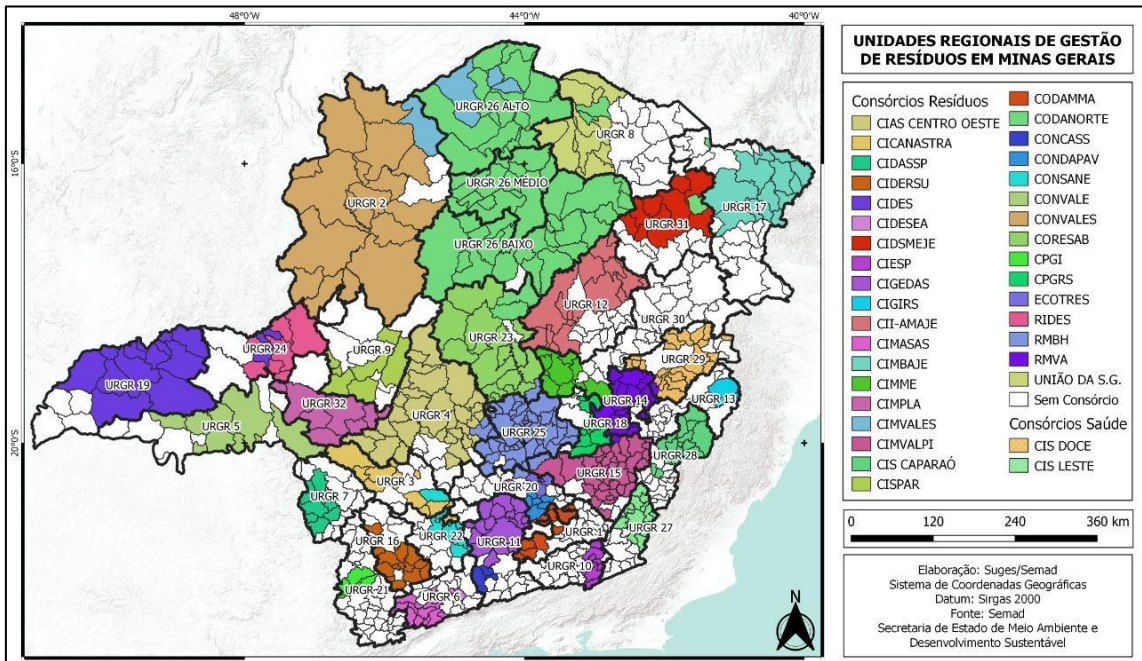 48°0'W
44°0'W
40°0'W
16°0'S
20°0'S
URGR 26 ALTO
URGR 8
URGR 2
URGR 26 MÉDIO
URGR 17
URGR 31
URGR 26 BAIXO
URGR 12
URGR 30
URGR 9
URGR 23
URGR 24
URGR 29
URGR 19
URGR 14
URGR 13
URGR 32
URGR 4
URGR 5
URGR 18
URGR 25
URGR 28
URGR 15
URGR 3
URGR 20
URGR 7
URGR 27
URGR 22
URGR 11
URGR 1
URGR 16
URGR 10
URGR 21
URGR 6
UNIDADES REGIONAIS DE GESTÃO
DE RESÍDUOS EM MINAS GERAIS
Consórcios Resíduos
CIAS CENTRO OESTE
CICANASTRA
CIDASSP
CIDERSU
CIDES
CIDESEA
CIDSMEJE
CIESP
CIGEDAS
CIGIRS
CII-AMAJE
CIMASAS
CIMBAJE
CIMME
CIMPLA
CIMVALES
CIMVALPI
CIS CAPARAÓ
CISPAR
CODAMMA
CODANORTE
CONCASS
CONDAPAV
CONSANE
CONVALE
CONVALES
CORESAB
CPGI
CPGRS
ECOTRES
RIDES
RMBH
RMVA
UNIÃO DA S.G.
Sem Consórcio
Consórcios Saúde
CIS DOCE
CIS LESTE
0 120 240 360 km
Elaboração: Suges/Semad
Sistema de Coordenadas Geográficas
Datum: Sirgas 2000
Fonte: Semad
Secretaria de Estado de Meio Ambiente e
Desenvolvimento Sustentável
N